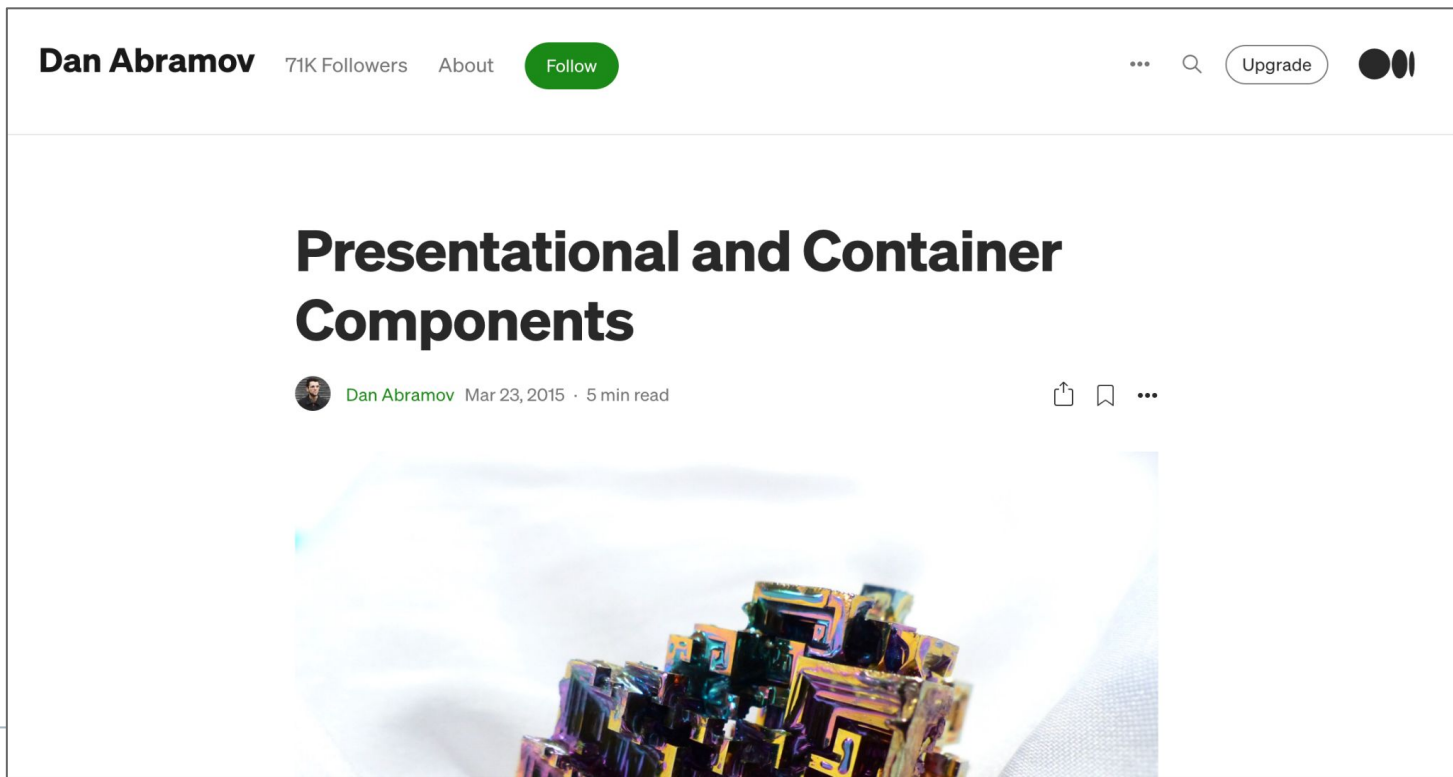 Dan Abramov 71K Followers About Follow ••• Upgrade
Presentational and Container
Components
Dan Abramov Mar 23, 2015 · 5 min read •••